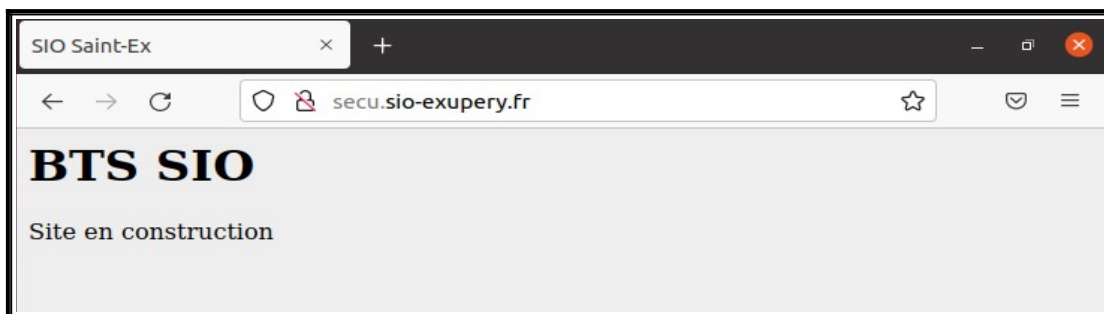 SIO Saint-Ex
secu.sio-exupery.fr
BTS SIO
Site en construction